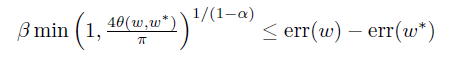 β min (1, 4θ(w,w*)/π)^{1/(1−α)} ≤ err(w) − err(w*)